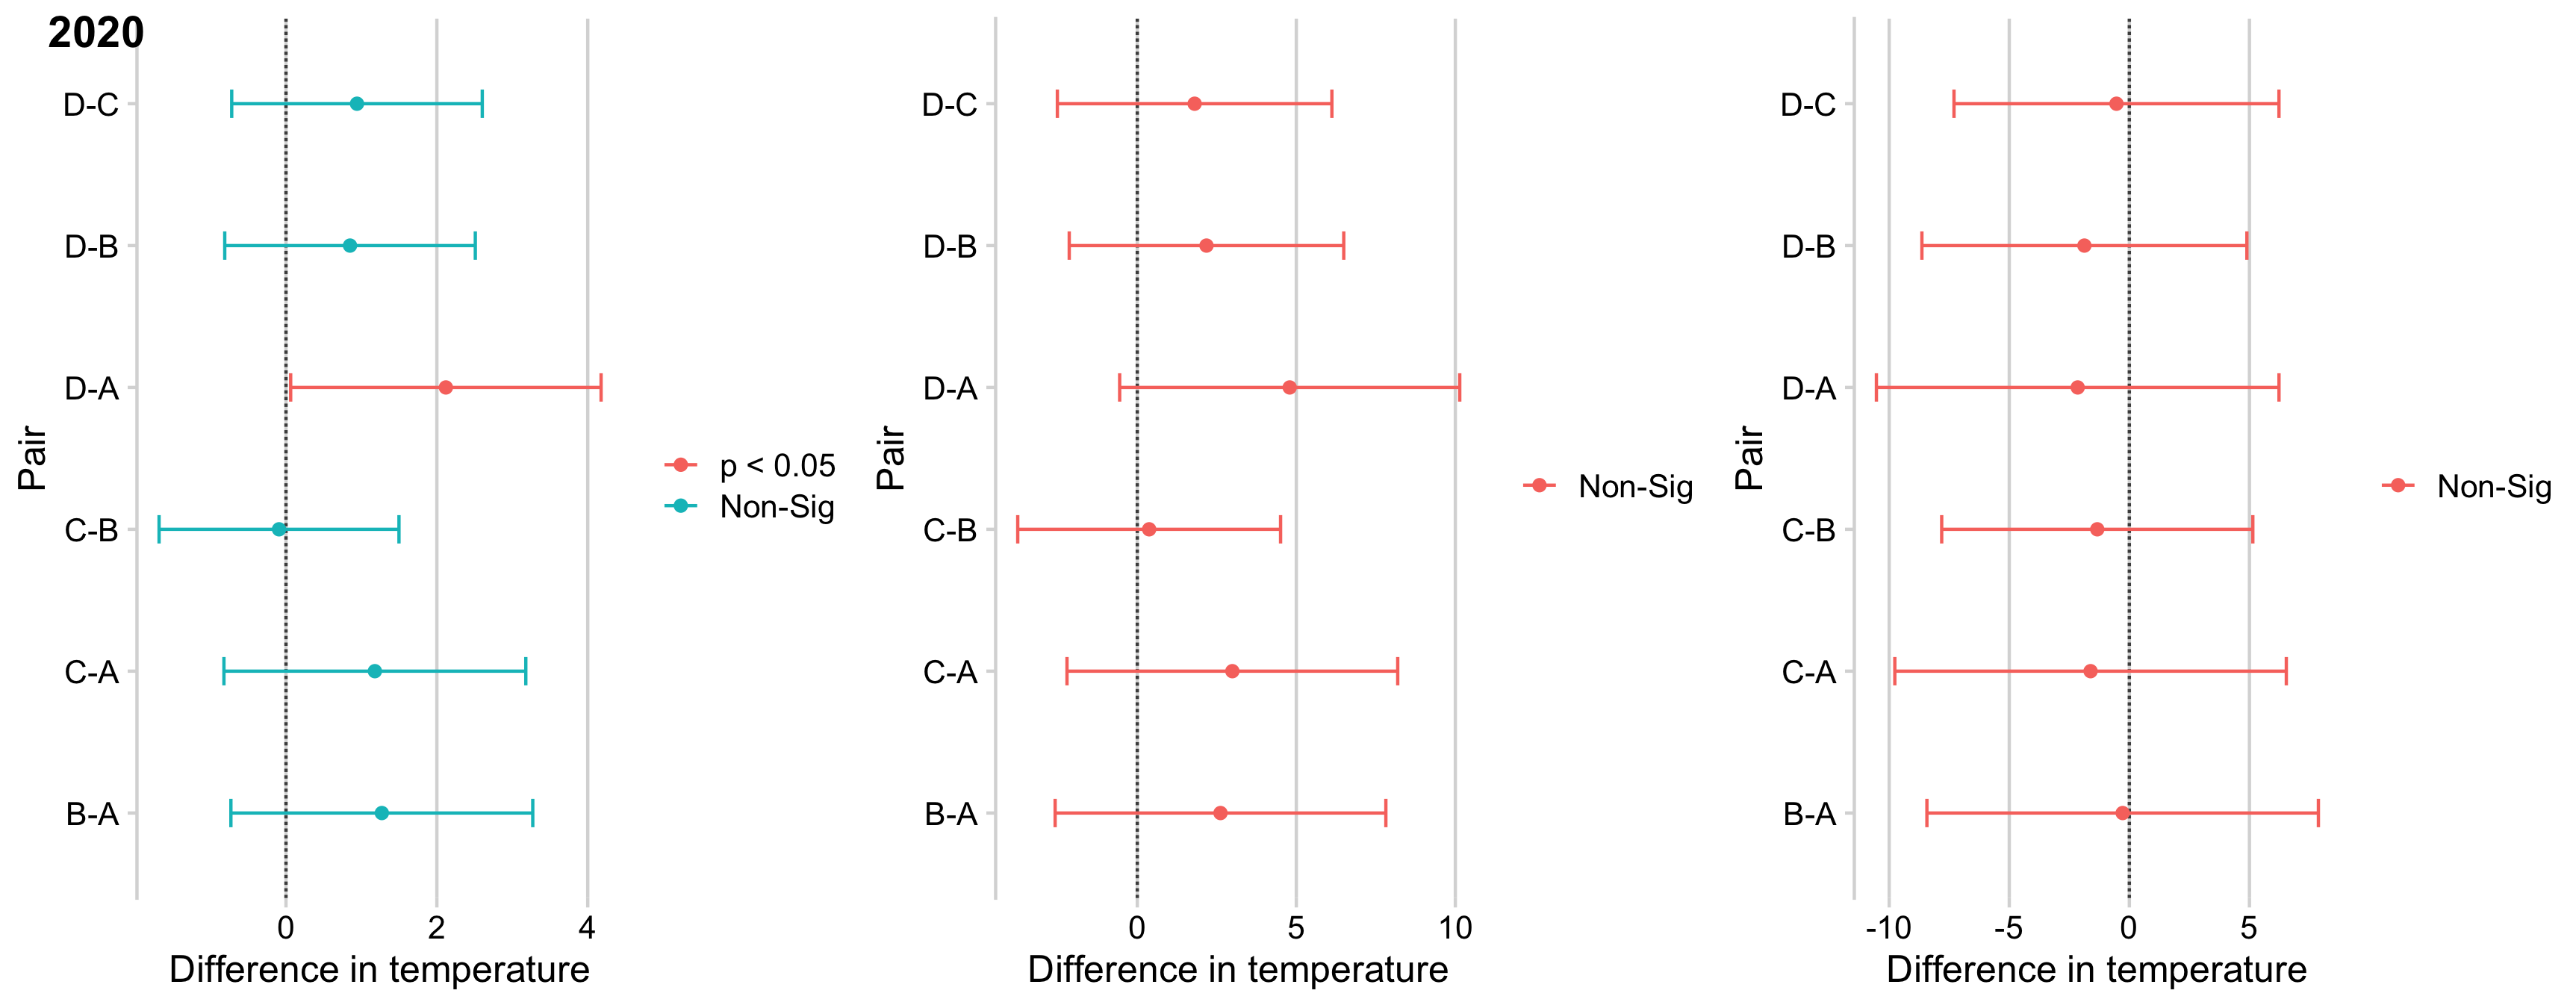 2020
D-C
D-B
D-A
C-B
C-A
B-A
Pair
0 2 4
Difference in temperature
p < 0.05
Non-Sig
D-C
D-B
D-A
C-B
C-A
B-A
Pair
0 5 10
Difference in temperature
Non-Sig
D-C
D-B
D-A
C-B
C-A
B-A
Pair
-10 -5 0 5
Difference in temperature
Non-Sig